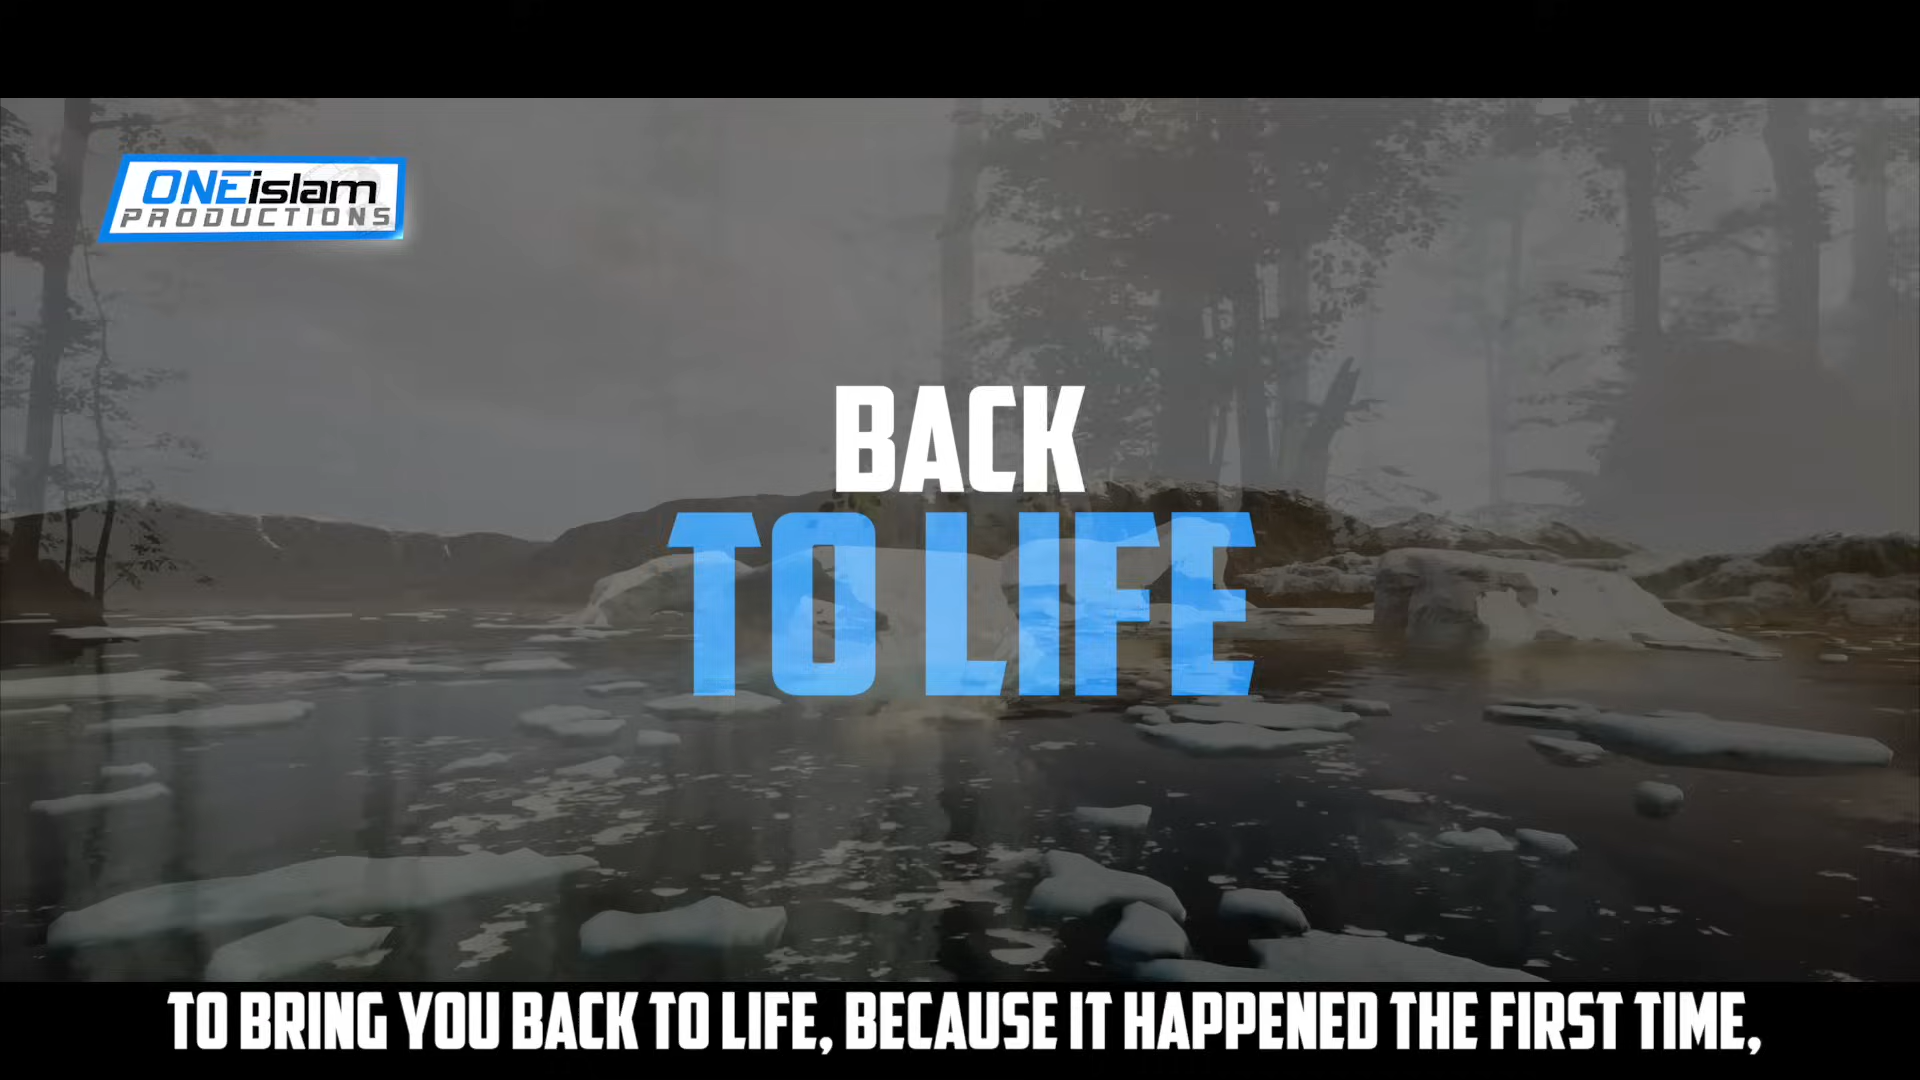 ONEislam
PRODUCTIONS
BACK
TO LIFE
TO BRING YOU BACK TO LIFE, BECAUSE IT HAPPENED THE FIRST TIME,